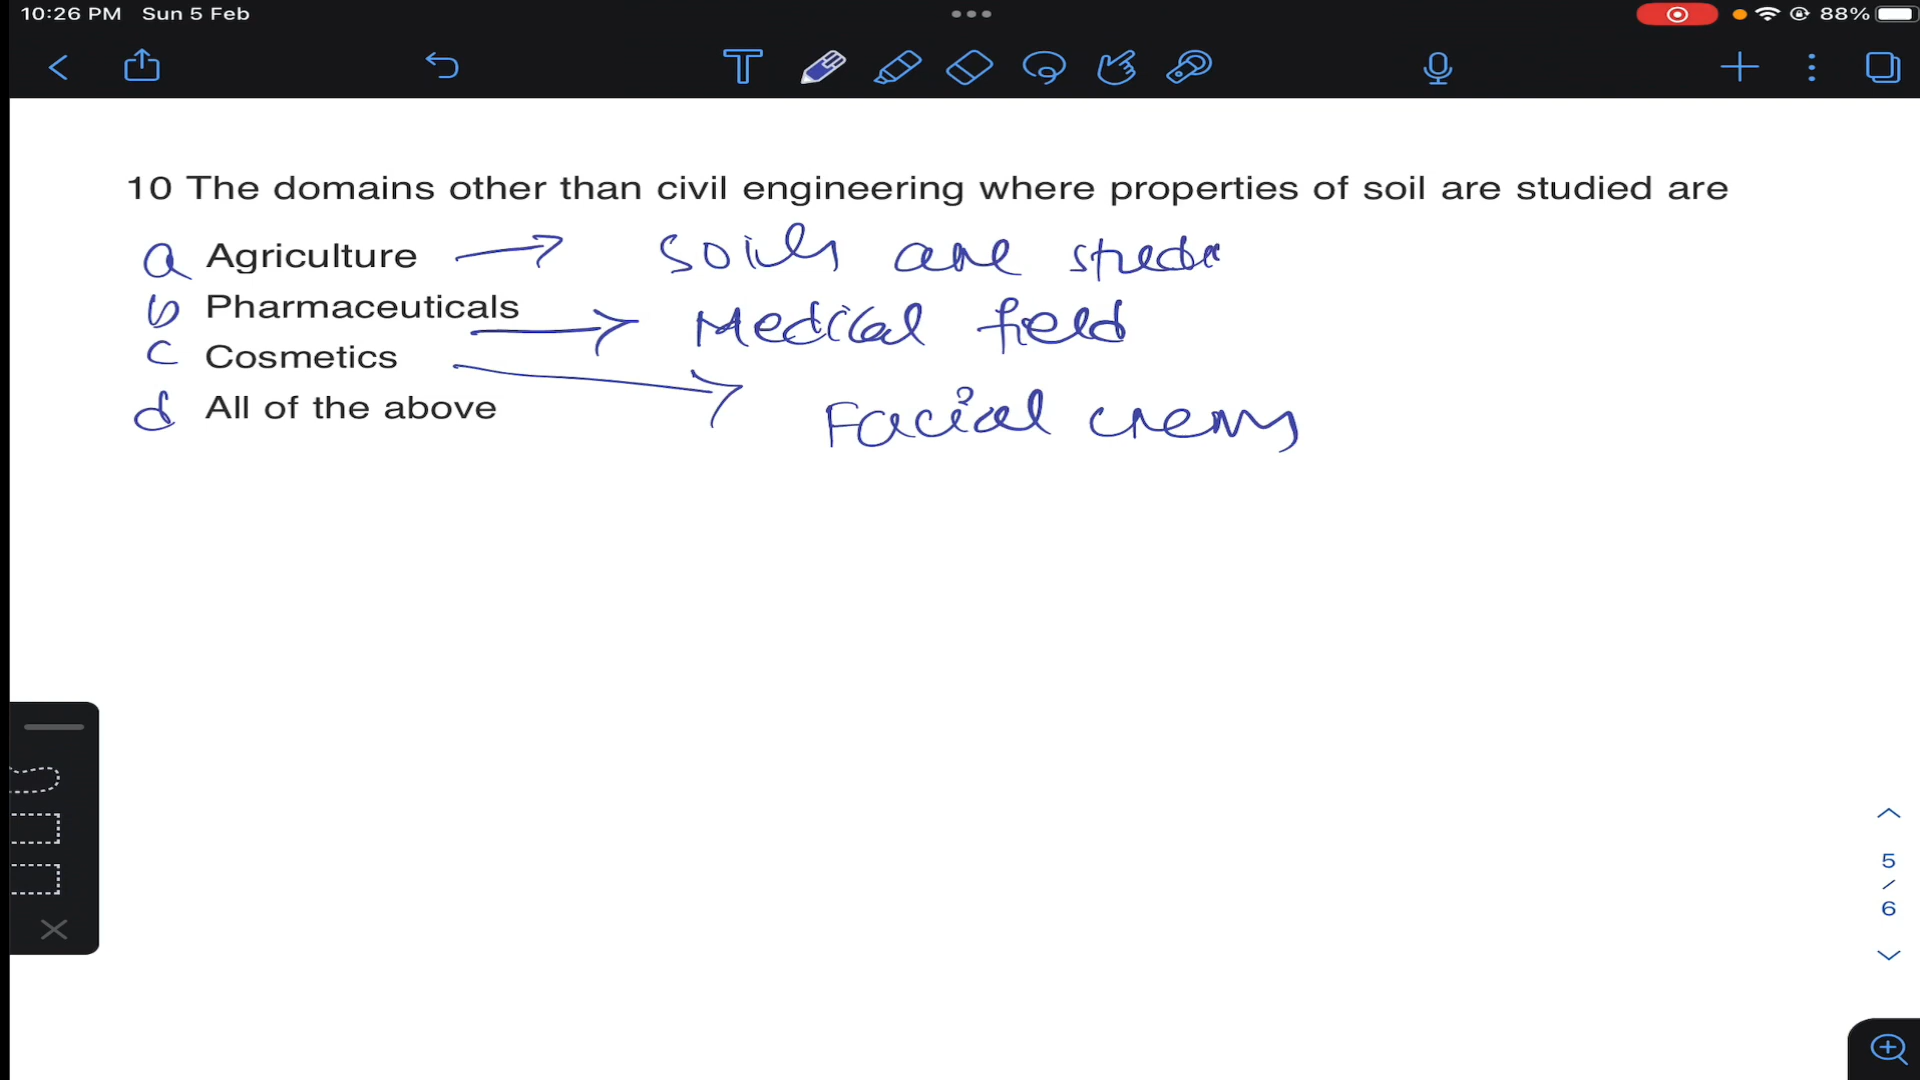 10:26 PM Sun 5 Feb
88%
T
10 The domains other than civil engineering where properties of soil are studied are
a Agriculture → soils are
b Pharmaceuticals → Medical field
c Cosmetics → Facial
d All of the above
5
/
6